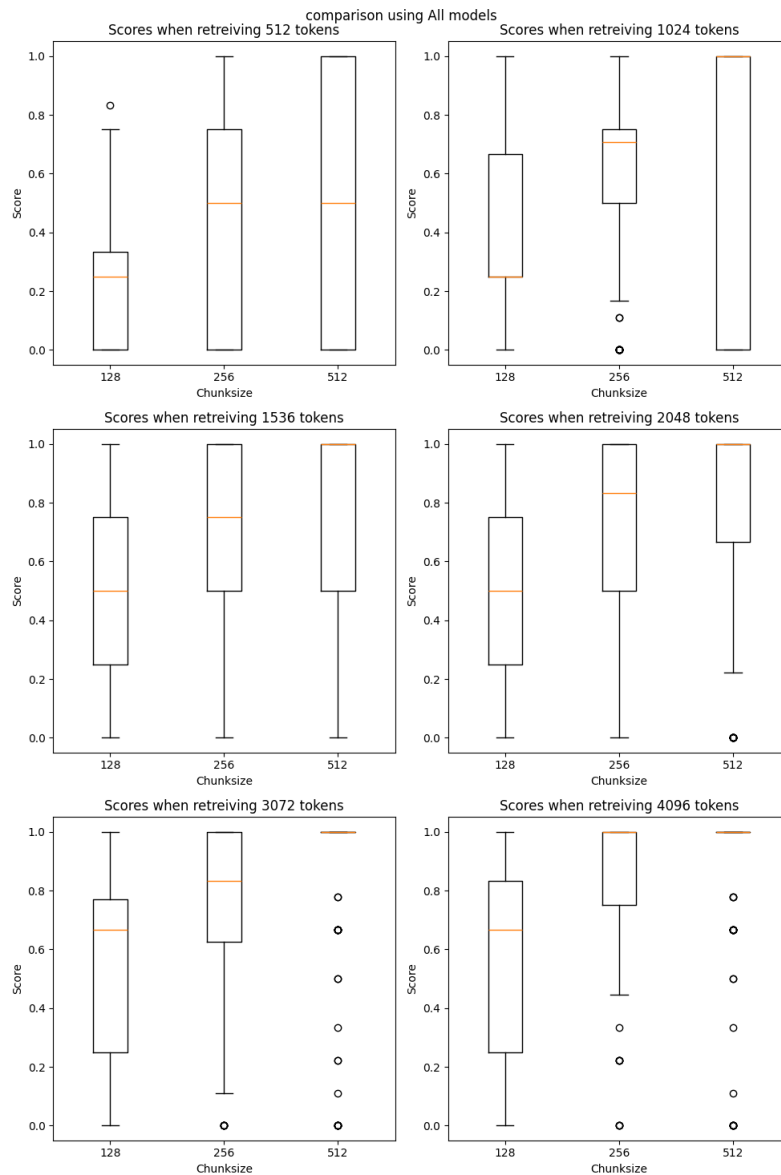 comparison using All models
Scores when retreiving 512 tokens
1.0
0.8
0.6
0.4
0.2
0.0
Score
128 256 512
Chunksize
Scores when retreiving 1024 tokens
1.0
0.8
0.6
0.4
0.2
0.0
Score
128 256 512
Chunksize
Scores when retreiving 1536 tokens
1.0
0.8
0.6
0.4
0.2
0.0
Score
128 256 512
Chunksize
Scores when retreiving 2048 tokens
1.0
0.8
0.6
0.4
0.2
0.0
Score
128 256 512
Chunksize
Scores when retreiving 3072 tokens
1.0
0.8
0.6
0.4
0.2
0.0
Score
128 256 512
Chunksize
Scores when retreiving 4096 tokens
1.0
0.8
0.6
0.4
0.2
0.0
Score
128 256 512
Chunksize